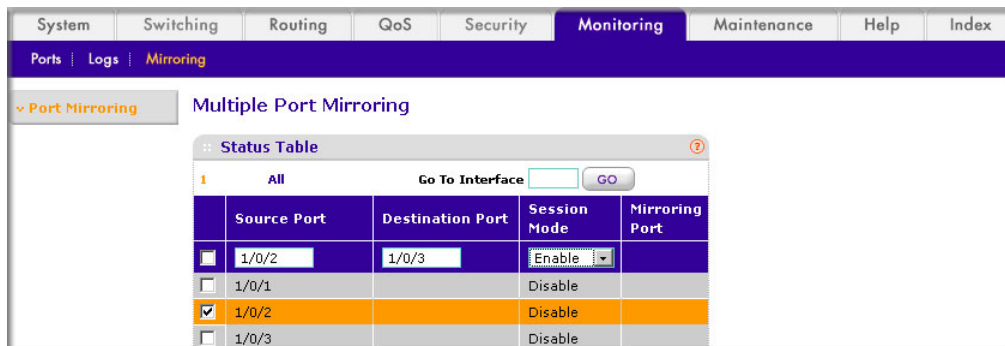 System Switching Routing QoS Security Monitoring Maintenance Help Index
Ports Logs Mirroring
Port Mirroring
Multiple Port Mirroring
Status Table ?
1 All Go To Interface GO
Source Port Destination Port Session Mode Mirroring Port
1/0/2 1/0/3 Enable
1/0/1 Disable
1/0/2 Disable
1/0/3 Disable